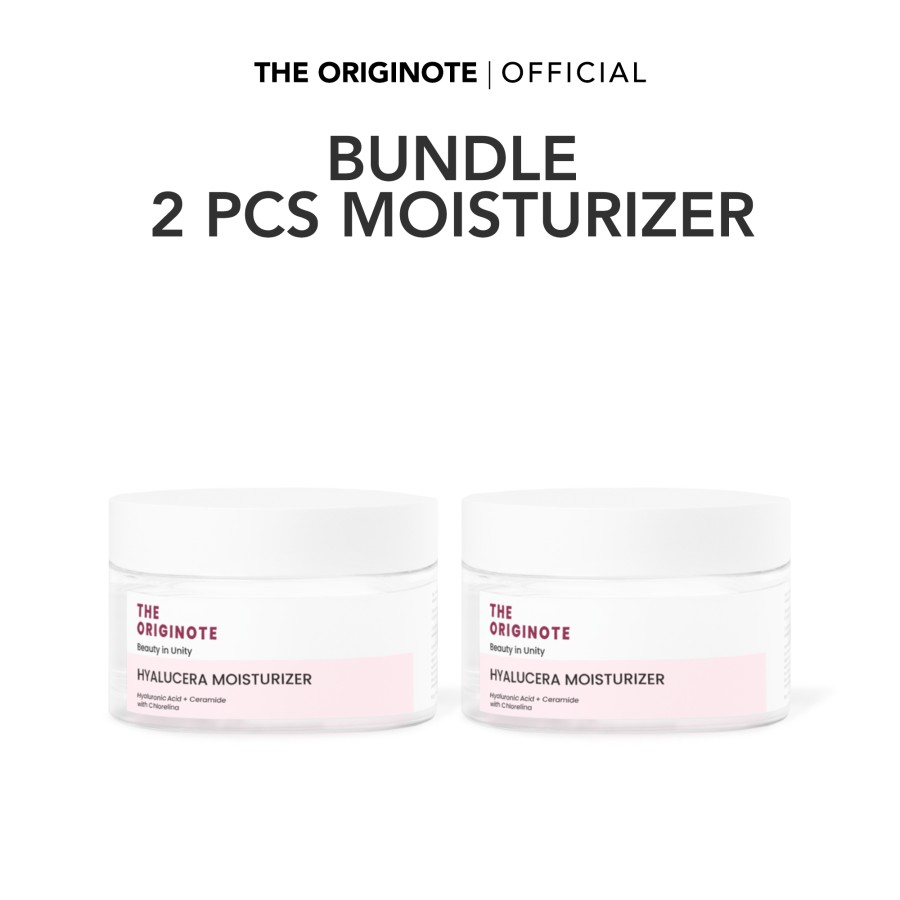 THE ORIGINOTE | OFFICIAL
BUNDLE
2 PCS MOISTURIZER
THE
ORIGINOTE
Beauty in Unity
HYALUCERA MOISTURIZER
Hyaluronic Acid + Ceramide
with Chlorelina
THE
ORIGINOTE
Beauty in Unity
HYALUCERA MOISTURIZER
Hyaluronic Acid + Ceramide
with Chlorelina